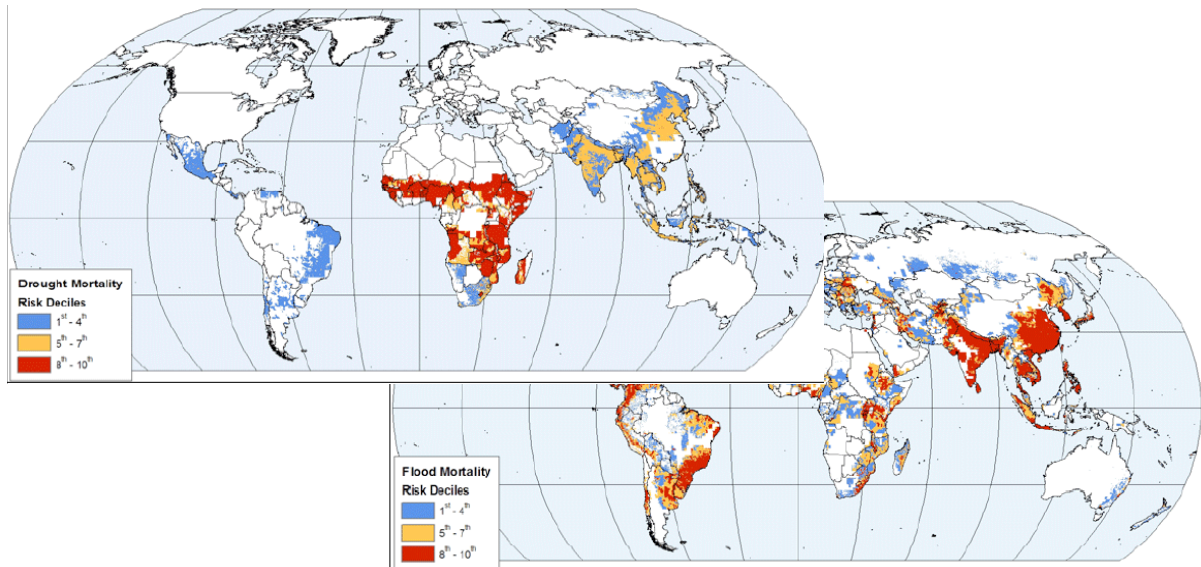 Drought Mortality
Risk Deciles
1st - 4th
5th - 7th
8th - 10th
Flood Mortality
Risk Deciles
1st - 4th
5th - 7th
8th - 10th